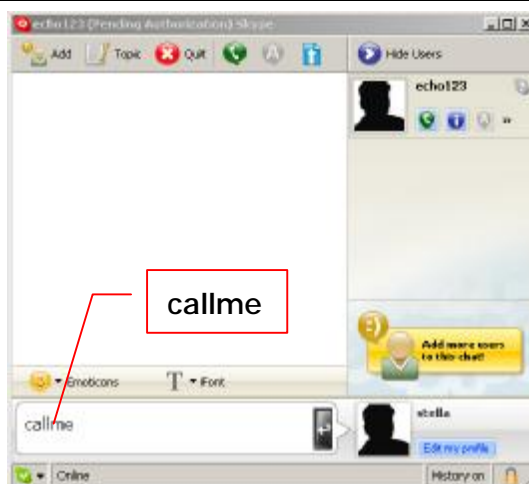 echo123 (Pending Authorization) Skype
Add Topic Quit Hide Users
echo123
callme
Add more users
to this chat!
Emoticons Font
callme
stella
Edit my profile
Online History on